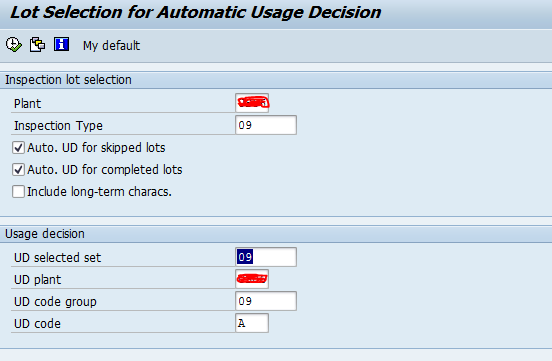 Lot Selection for Automatic Usage Decision
My default
Inspection lot selection
Plant
Inspection Type 09
Auto. UD for skipped lots
Auto. UD for completed lots
Include long-term characs.
Usage decision
UD selected set 09
UD plant
UD code group 09
UD code A